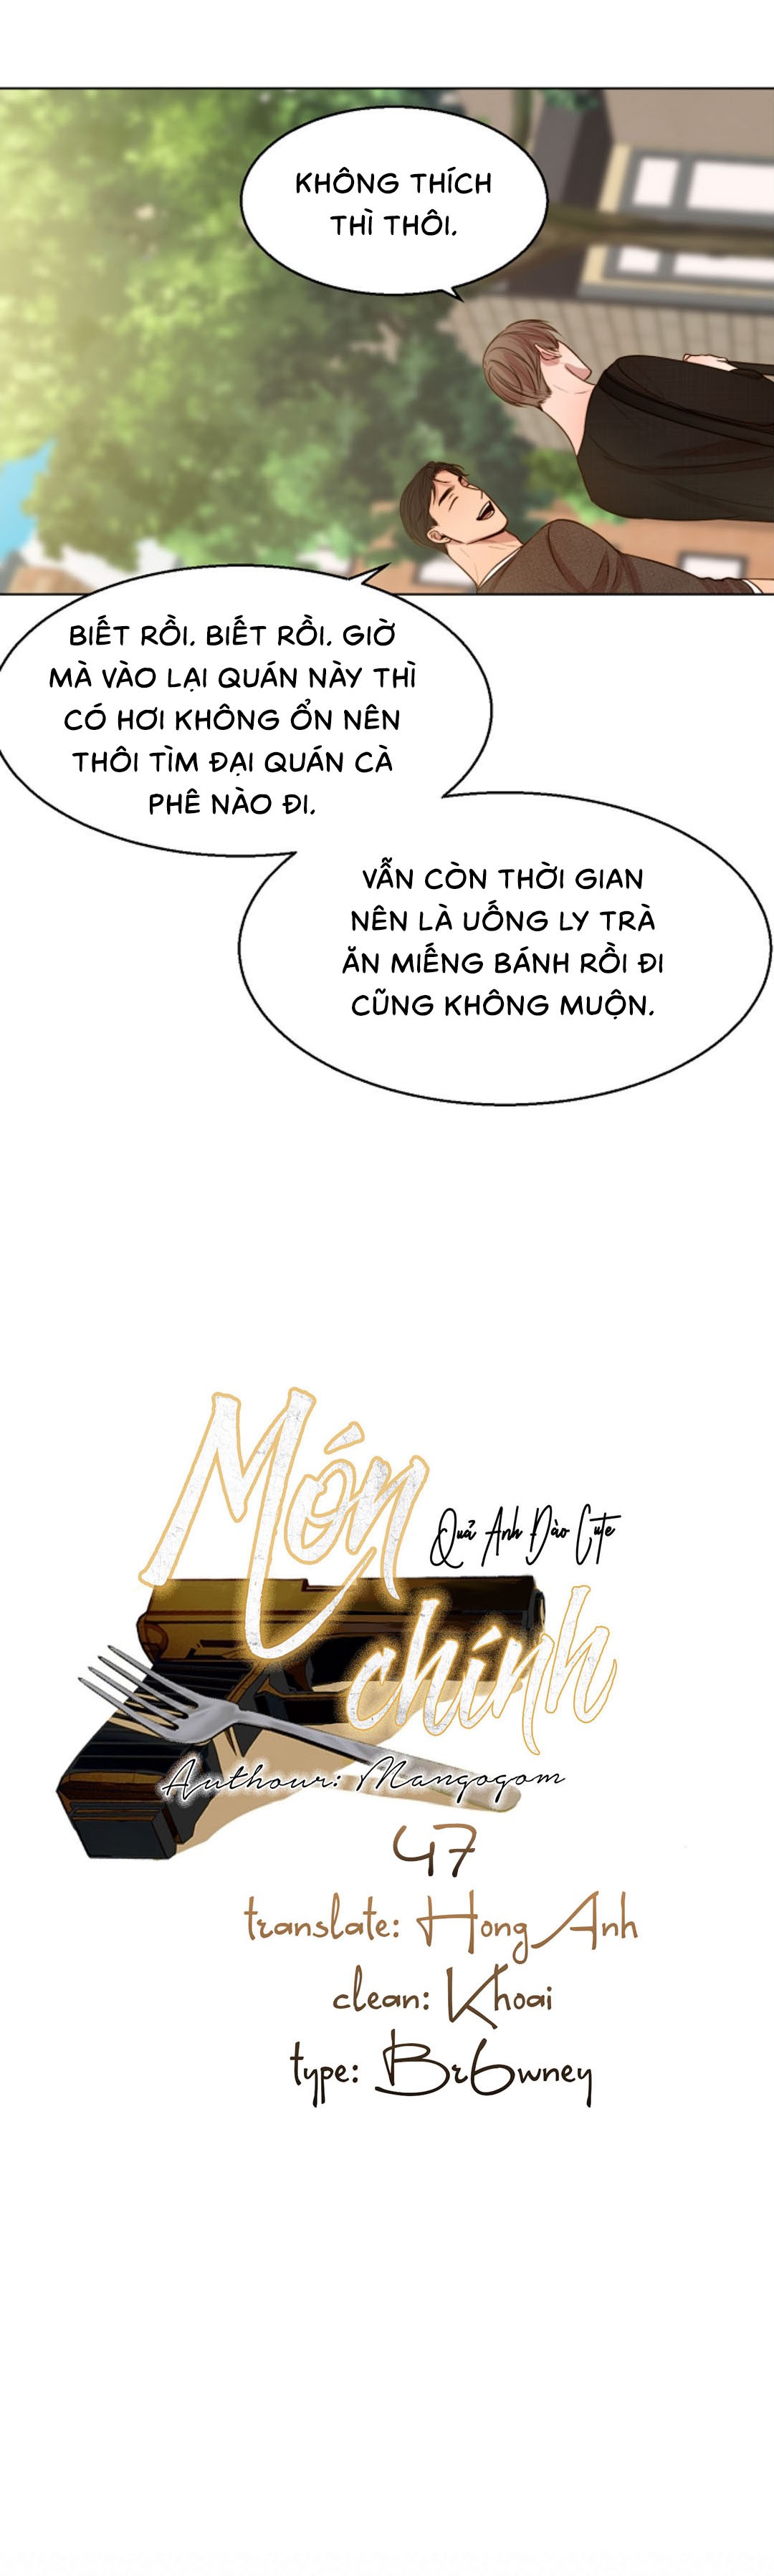 KHÔNG THÍCH
THÌ THÔI.
BIẾT RỒI. BIẾT RỒI. GIỜ
MÀ VÀO LẠI QUÁN NÀY THÌ
CÓ HƠI KHÔNG ỔN NÊN
THÔI TÌM ĐẠI QUÁN CÀ
PHÊ NÀO ĐI.
VẪN CÒN THỜI GIAN
NÊN LÀ UỐNG LY TRÀ
ĂN MIẾNG BÁNH RỒI ĐI
CŨNG KHÔNG MUỘN.
Món
Quả Anh Đào Cute
chính
Authour: Mangogom
47
translate: Hong Anh
clean: Khoai
type: Br6wney